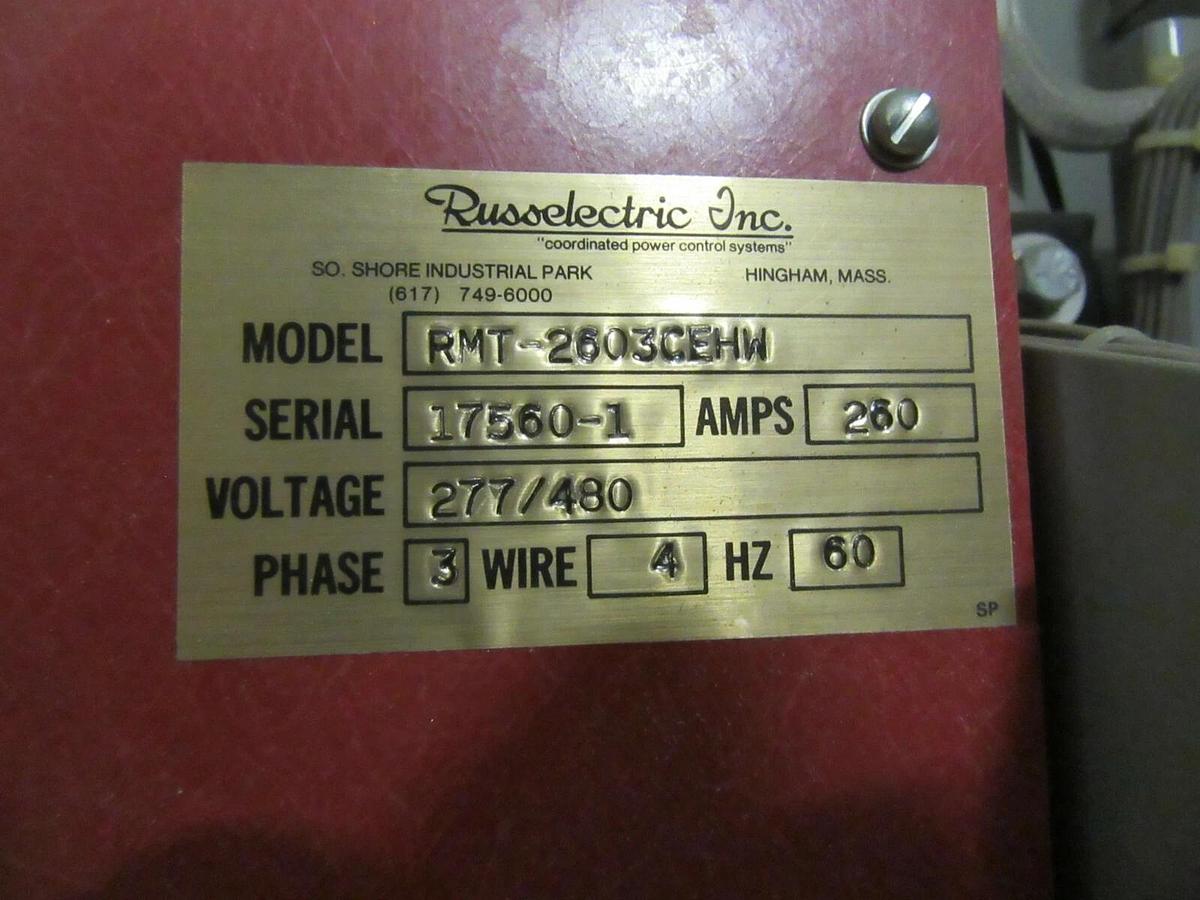 Russelectric Inc.
"coordinated power control systems"
SO. SHORE INDUSTRIAL PARK HINGHAM, MASS.
(617) 749-6000
MODEL RMT-2603CEHW
SERIAL 17560-1 AMPS 260
VOLTAGE 277/480
PHASE 3 WIRE 4 HZ 60
SP